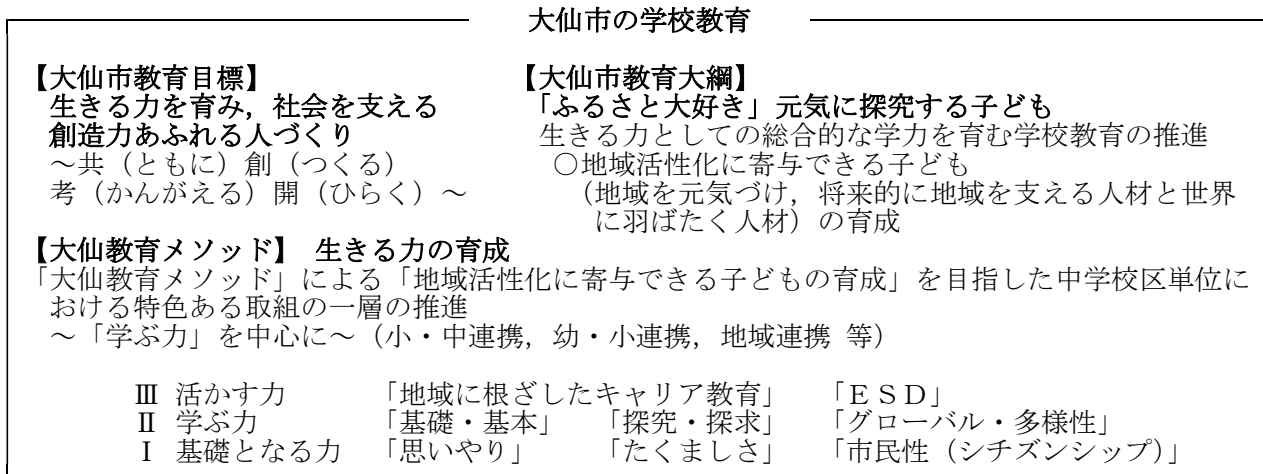 大仙市の学校教育
【大仙市教育目標】
生きる力を育み，社会を支える
創造力あふれる人づくり
～共（ともに）創（つくる）
考（かんがえる）開（ひらく）～
【大仙市教育大綱】
「ふるさと大好き」元気に探究する子ども
生きる力としての総合的な学力を育む学校教育の推進
○地域活性化に寄与できる子ども
（地域を元気づけ，将来的に地域を支える人材と世界
に羽ばたく人材）の育成
【大仙教育メソッド】 生きる力の育成
「大仙教育メソッド」による「地域活性化に寄与できる子どもの育成」を目指した中学校区単位に
おける特色ある取組の一層の推進
～「学ぶ力」を中心に～（小・中連携，幼・小連携，地域連携 等）
Ⅲ 活かす力 「地域に根ざしたキャリア教育」 「ＥＳＤ」
Ⅱ 学ぶ力 「基礎・基本」 「探究・探求」 「グローバル・多様性」
Ⅰ 基礎となる力 「思いやり」 「たくましさ」 「市民性（シチズンシップ）」